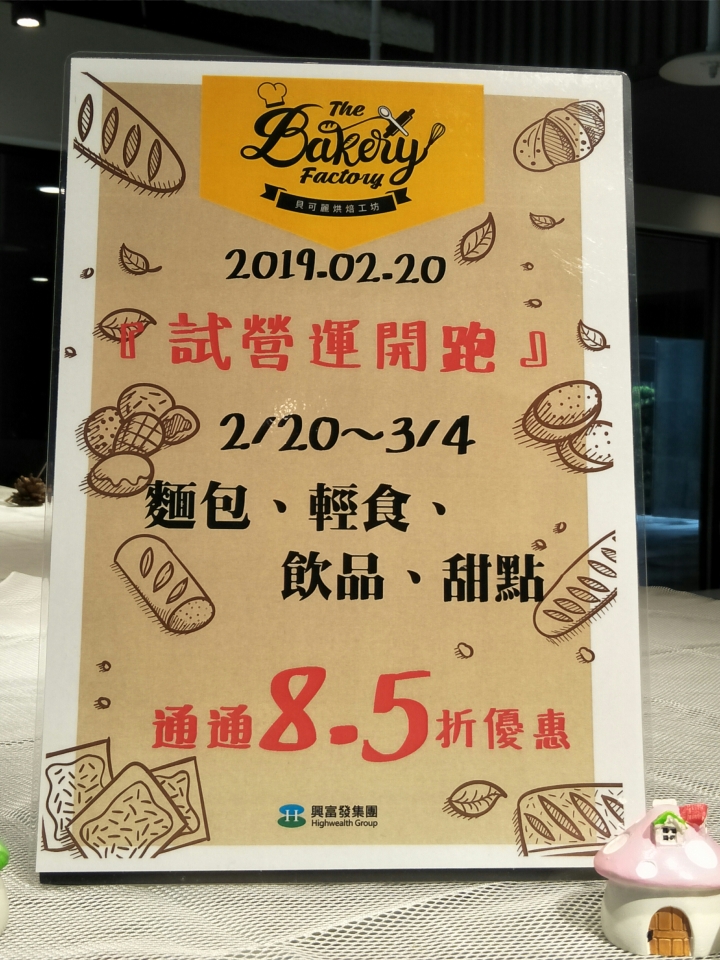 The
Bakery
Factory
貝可麗烘焙工坊
2019.02.20
『試營運開跑』
2/20～3/4
麵包、輕食、
飲品、甜點
通通8.5折優惠
興富發集團
Highwealth Group